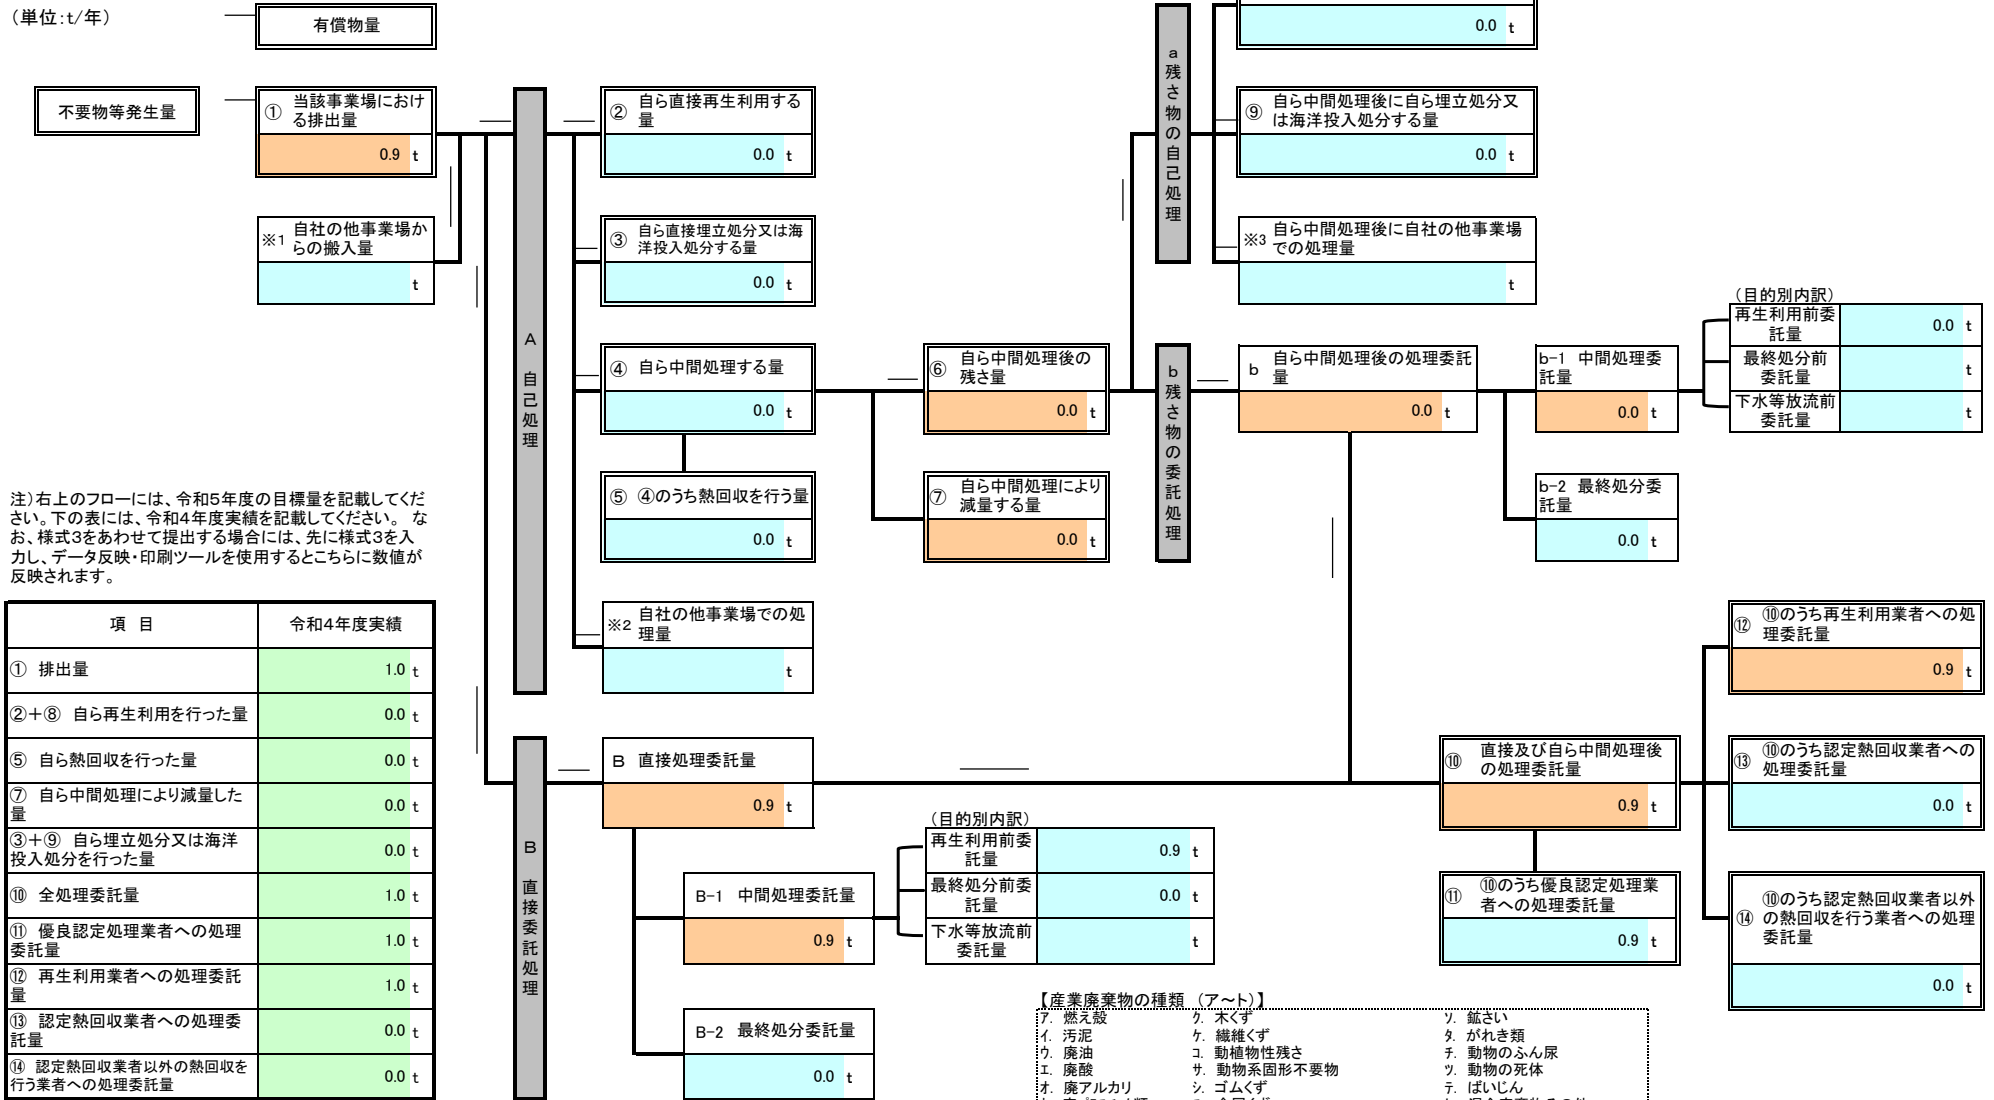 (単位:t/年)
有償物量
不要物等発生量
① 当該事業場におけ
る排出量
0.9 t
※1 自社の他事業場か
らの搬入量
t
A 自己処理
② 自ら直接再生利用する
量
0.0 t
③ 自ら直接埋立処分又は海
洋投入処分する量
0.0 t
④ 自ら中間処理する量
0.0 t
⑤ ④のうち熱回収を行う量
0.0 t
※2 自社の他事業場での処
理量
t
⑥ 自ら中間処理後の
残さ量
0.0 t
⑦ 自ら中間処理により
減量する量
0.0 t
a 残さ物の自己処理
0.0 t
⑨ 自ら中間処理後に自ら埋立処分又
は海洋投入処分する量
0.0 t
※3 自ら中間処理後に自社の他事業場
での処理量
t
b 残さ物の委託処理
b 自ら中間処理後の処理委託
量
0.0 t
b-1 中間処理委
託量
0.0 t
b-2 最終処分委
託量
0.0 t
(目的別内訳)
再生利用前委
託量
0.0 t
最終処分前
委託量
t
下水等放流前
委託量
t
注)右上のフローには、令和5年度の目標量を記載してくだ
さい。下の表には、令和4年度実績を記載してください。 な
お、様式3をあわせて提出する場合には、先に様式3を入
力し、データ反映・印刷ツールを使用するとこちらに数値が
反映されます。
項 目 令和4年度実績
① 排出量 1.0 t
②+⑧ 自ら再生利用を行った量 0.0 t
⑤ 自ら熱回収を行った量 0.0 t
⑦ 自ら中間処理により減量した
量 0.0 t
③+⑨ 自ら埋立処分又は海洋
投入処分を行った量 0.0 t
⑩ 全処理委託量 1.0 t
⑪ 優良認定処理業者への処理
委託量 1.0 t
⑫ 再生利用業者への処理委託
量 1.0 t
⑬ 認定熱回収業者への処理委
託量 0.0 t
⑭ 認定熱回収業者以外の熱回収を
行う業者への処理委託量 0.0 t
B 直接委託処理
B 直接処理委託量
0.9 t
B-1 中間処理委託量
0.9 t
B-2 最終処分委託量
0.0 t
(目的別内訳)
再生利用前委
託量
0.9 t
最終処分前委
託量
0.0 t
下水等放流前
委託量
t
⑩ 直接及び自ら中間処理後
の処理委託量
0.9 t
⑪ ⑩のうち優良認定処理業
者への処理委託量
0.9 t
⑫ ⑩のうち再生利用業者への処
理委託量
0.9 t
⑬ ⑩のうち認定熱回収業者への
処理委託量
0.0 t
⑭ ⑩のうち認定熱回収業者以外
の熱回収を行う業者への処理
委託量
0.0 t
【産業廃棄物の種類 (ア~ト)】
ア. 燃え殻 ク. 木くず ソ. 鉱さい
イ. 汚泥 ケ. 繊維くず タ. がれき類
ウ. 廃油 コ. 動植物性残さ チ. 動物のふん尿
エ. 廃酸 サ. 動物系固形不要物 ツ. 動物の死体
オ. 廃アルカリ シ. ゴムくず テ. ばいじん